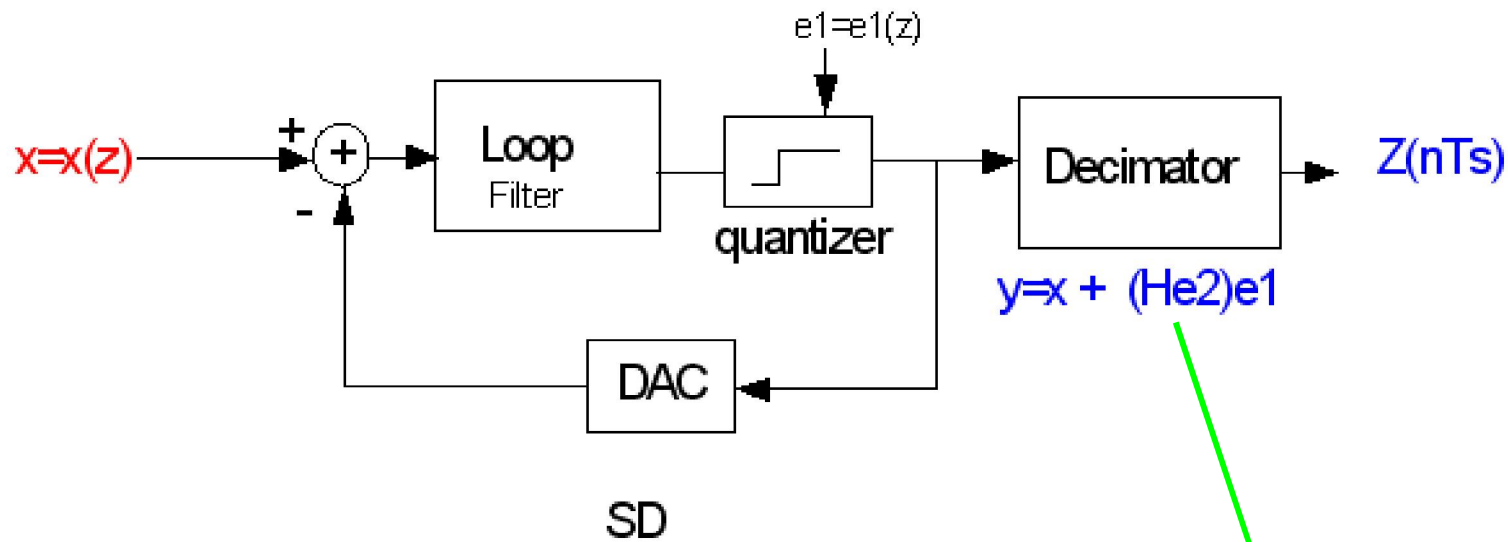 e1=e1(z)
x=x(z)
+
+
-
Loop
Filter
quantizer
Decimator
Z(nTs)
y=x + (He2)e1
DAC
SD